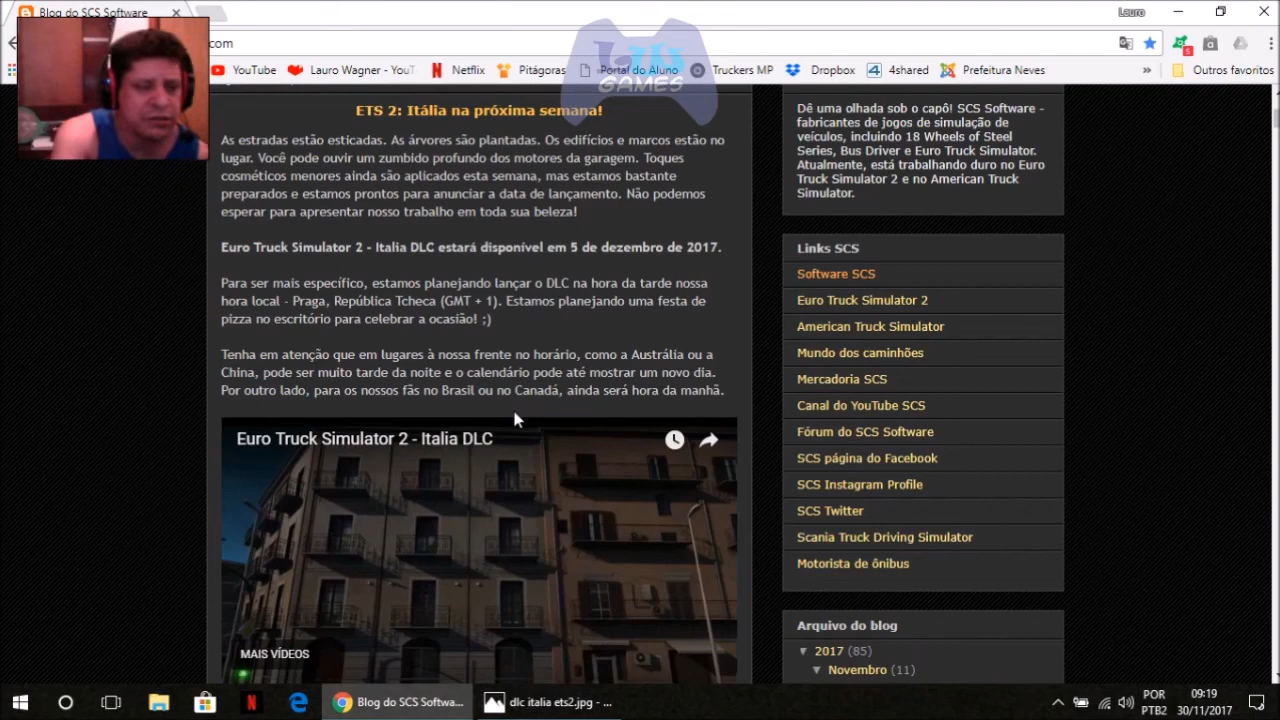 Blog do SCS Software
Lauro
com
YouTube
Lauro Wagner - YouT
Netflix
Pitágoras
Portal do Aluno
Truckers MP
Dropbox
4shared
Prefeitura Never
»
Outros favoritos
GAMES
ETS 2: Itália na próxima semana!
As estradas estão esticadas. As árvores são plantadas. Os edifícios e marcos estão no
lugar. Você pode ouvir um zumbido profundo dos motores da garagem. Toques
cosméticos menores ainda são aplicados esta semana, mas estamos bastante
preparados e estamos prontos para anunciar a data de lançamento. Não podemos
esperar para apresentar nosso trabalho em toda sua beleza!
Euro Truck Simulator 2 - Italia DLC estará disponível em 5 de dezembro de 2017.
Para ser mais específico, estamos planejando lançar o DLC na hora da tarde nossa
hora local - Praga, República Tcheca (GMT + 1). Estamos planejando uma festa de
pizza no escritório para celebrar a ocasião! ;)
Tenha em atenção que em lugares à nossa frente no horário, como a Austrália ou a
China, pode ser muito tarde da noite e o calendário pode até mostrar um novo dia.
Por outro lado, para os nossos fãs no Brasil ou no Canadá, ainda será hora da manhã.
Euro Truck Simulator 2 - Italia DLC
MAIS VÍDEOS
Dê uma olhada sob o capô! SCS Software -
fabricantes de jogos de simulação de
veículos, incluindo 18 Wheels of Steel
Series, Bus Driver e Euro Truck Simulator.
Atualmente, está trabalhando duro no Euro
Truck Simulator 2 e no American Truck
Simulator.
Links SCS
Software SCS
Euro Truck Simulator 2
American Truck Simulator
Mundo dos caminhões
Mercadoria SCS
Canal do YouTube SCS
Fórum do SCS Software
SCS página do Facebook
SCS Instagram Profile
SCS Twitter
Scania Truck Driving Simulator
Motorista de ônibus
Arquivo do blog
2017 (85)
Novembro (11)
Blog do SCS Softwa...
dlc italia ets2.jpg - ...
POR
PTB2
09:19
30/11/2017